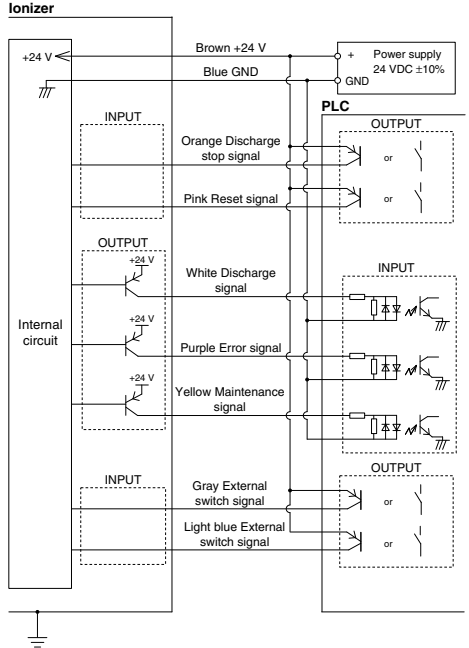 Ionizer
+24 V
Brown +24 V
Blue GND
+
Power supply
24 VDC ±10%
GND
PLC
INPUT
OUTPUT
Orange Discharge
stop signal
or
Pink Reset signal
or
OUTPUT
+24 V
White Discharge
signal
INPUT
Internal
circuit
+24 V
Purple Error signal
+24 V
Yellow Maintenance
signal
INPUT
OUTPUT
Gray External
switch signal
or
Light blue External
switch signal
or